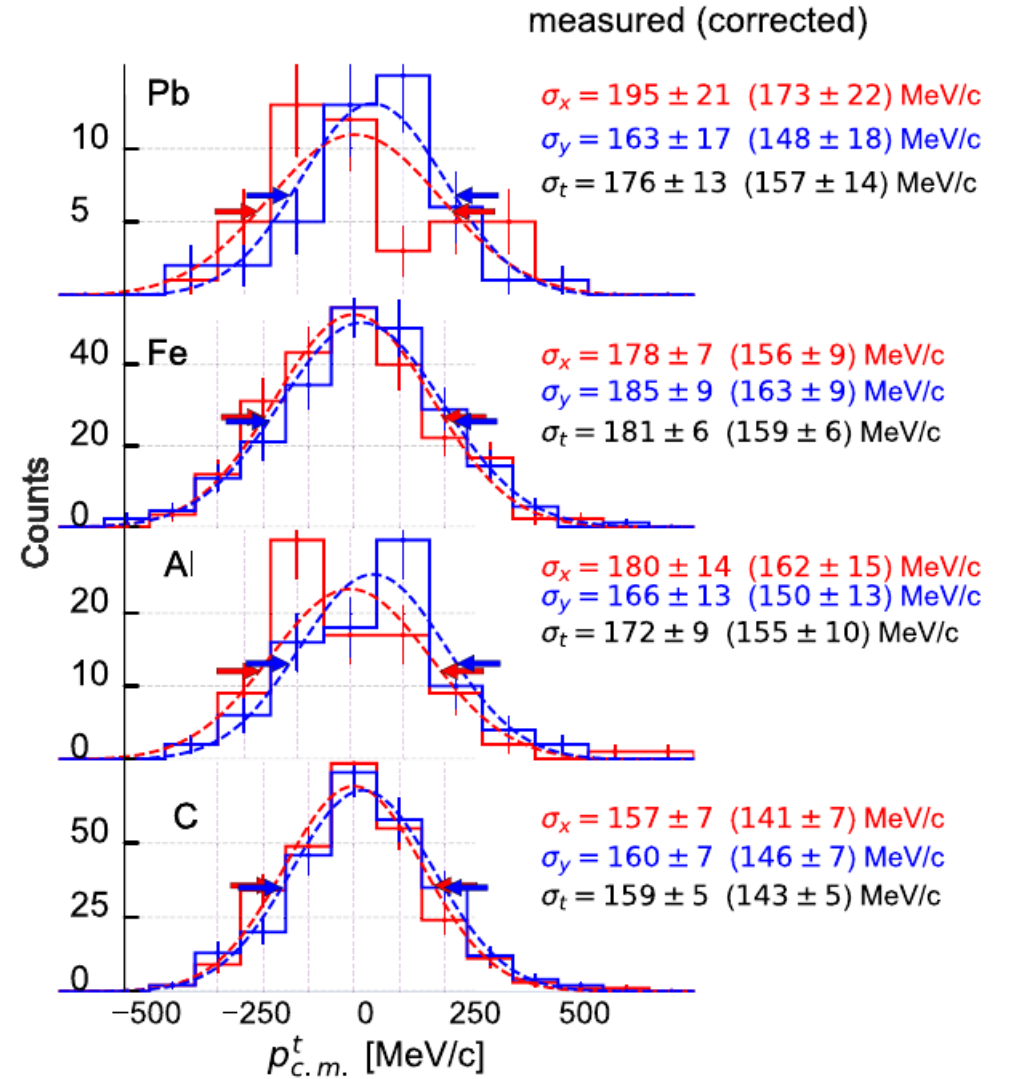 measured (corrected)
Pb
σx = 195 ± 21 (173 ± 22) MeV/c
σy = 163 ± 17 (148 ± 18) MeV/c
σt = 176 ± 13 (157 ± 14) MeV/c
10
5
Fe
σx = 178 ± 7 (156 ± 9) MeV/c
σy = 185 ± 9 (163 ± 9) MeV/c
σt = 181 ± 6 (159 ± 6) MeV/c
40
20
0
Counts
Al
σx = 180 ± 14 (162 ± 15) MeV/c
σy = 166 ± 13 (150 ± 13) MeV/c
σt = 172 ± 9 (155 ± 10) MeV/c
20
10
0
C
σx = 157 ± 7 (141 ± 7) MeV/c
σy = 160 ± 7 (146 ± 7) MeV/c
σt = 159 ± 5 (143 ± 5) MeV/c
50
25
0
−500 −250 0 250 500
p^t_c.m. [MeV/c]